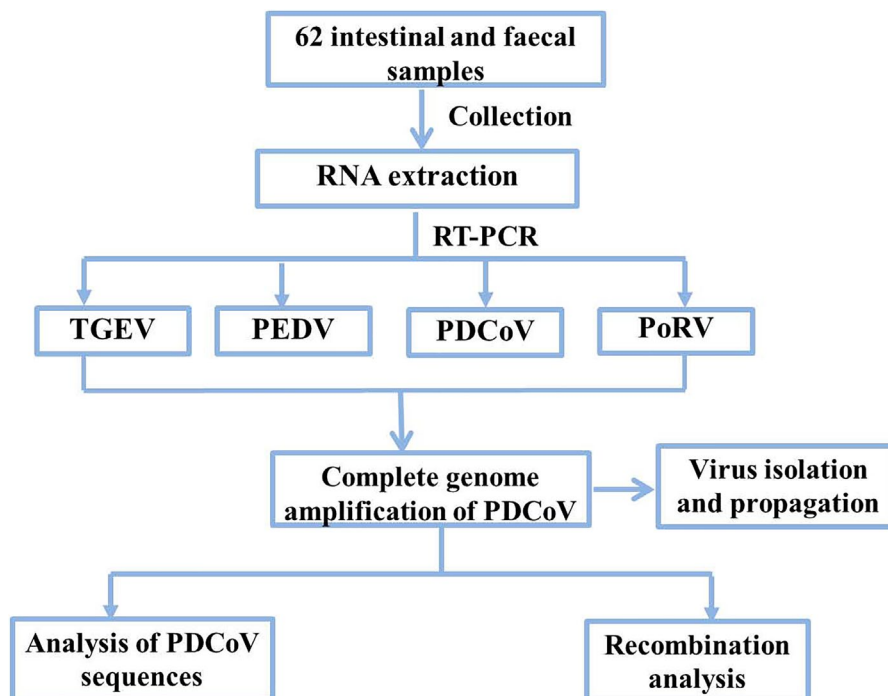 62 intestinal and faecal
samples
Collection
RNA extraction
RT-PCR
TGEV
PEDV
PDCoV
PoRV
Complete genome
amplification of PDCoV
Virus isolation
and propagation
Analysis of PDCoV
sequences
Recombination
analysis